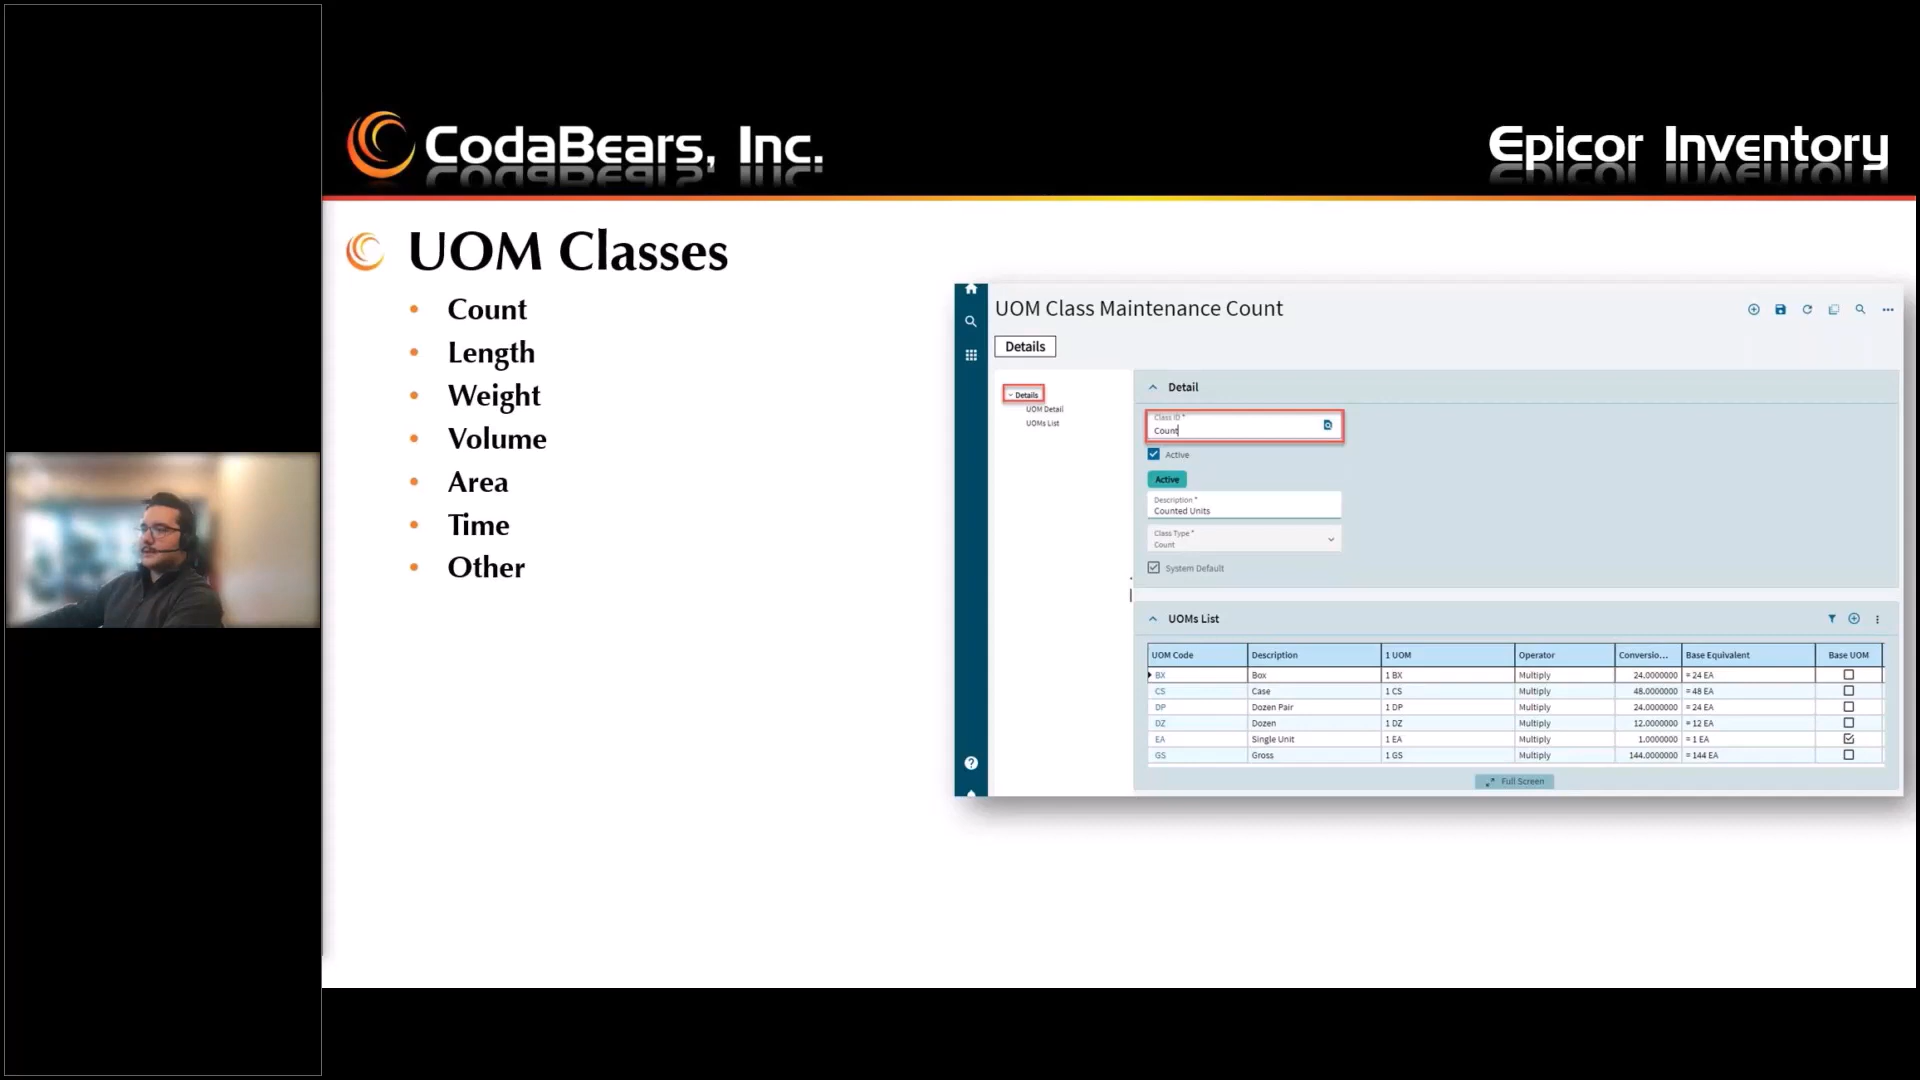 CodaBears, Inc.
Epicor Inventory
UOM Classes
• Count
• Length
• Weight
• Volume
• Area
• Time
• Other
UOM Class Maintenance Count
Details
Details
UOM Detail
UOMs List
Detail
Class ID *
Count
Active
Active
Description *
Counted Units
Class Type *
Count
System Default
UOMs List
UOM Code Description 1 UOM Operator Conversio... Base Equivalent Base UOM
BX Box 1 BX Multiply 24.0000000 = 24 EA
CS Case 1 CS Multiply 48.0000000 = 48 EA
DP Dozen Pair 1 DP Multiply 24.0000000 = 24 EA
DZ Dozen 1 DZ Multiply 12.0000000 = 12 EA
EA Single Unit 1 EA Multiply 1.0000000 = 1 EA
GS Gross 1 GS Multiply 144.0000000 = 144 EA
Full Screen